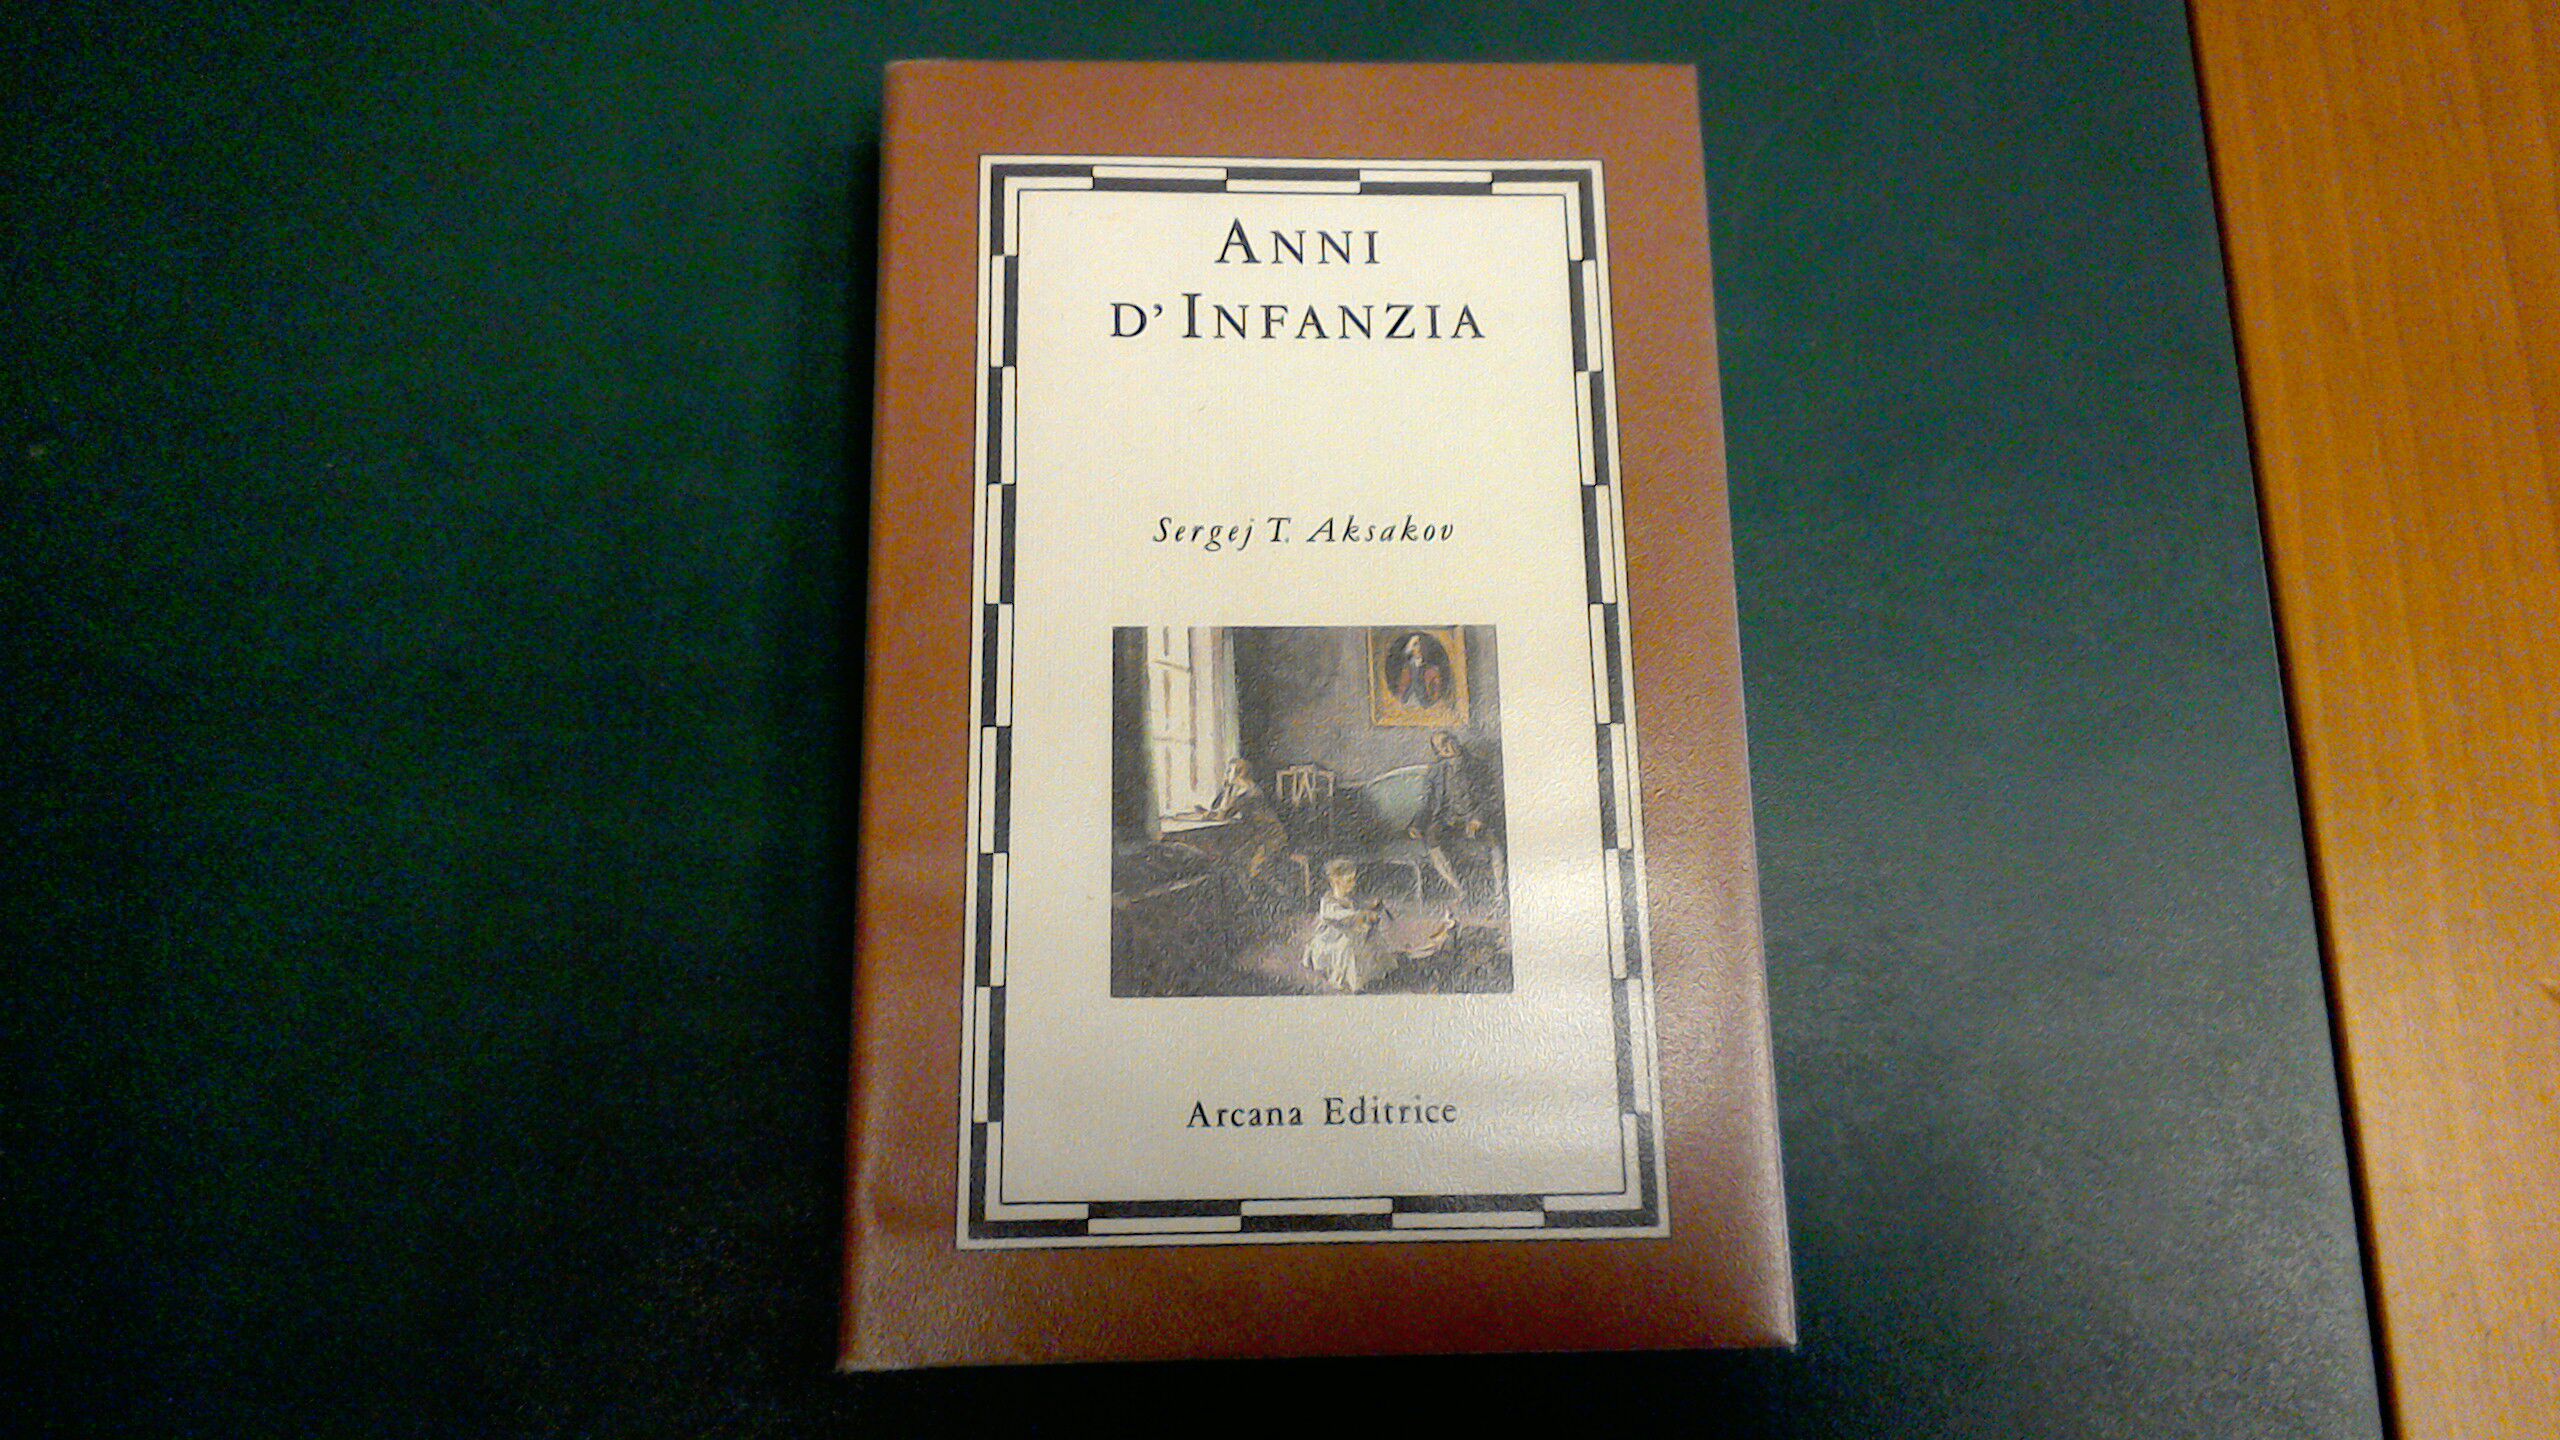 ANNI
D'INFANZIA
Sergej T. Aksakov
Arcana Editrice